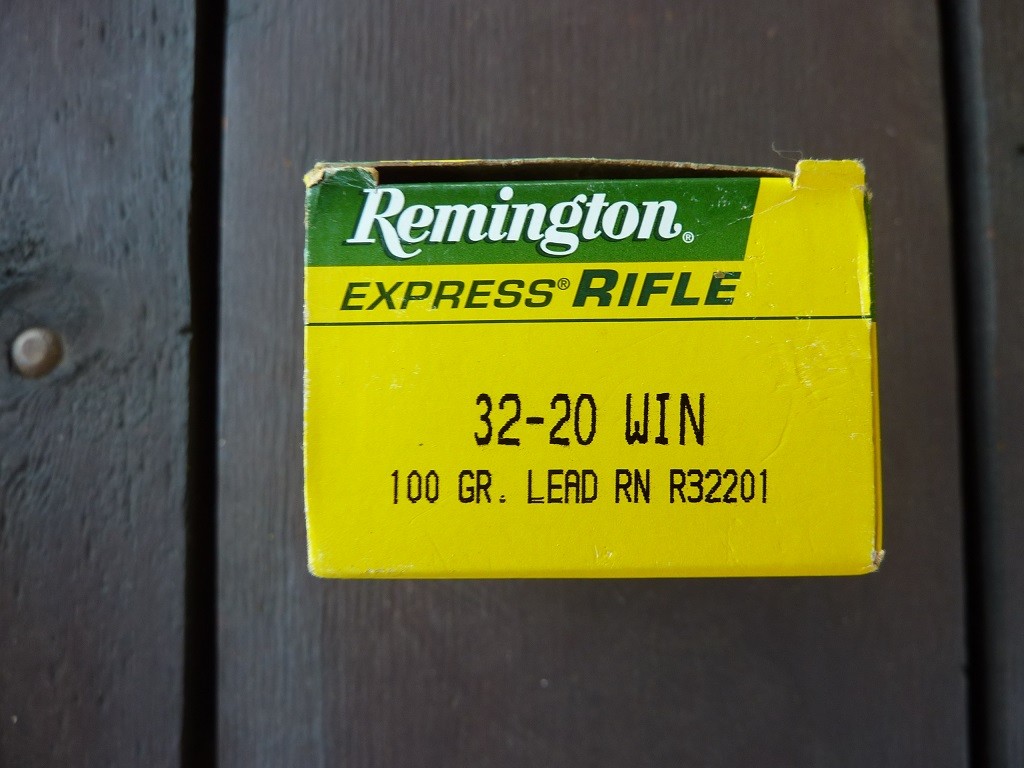 Remington®
EXPRESS® RIFLE
32-20 WIN
100 GR. LEAD RN R32201